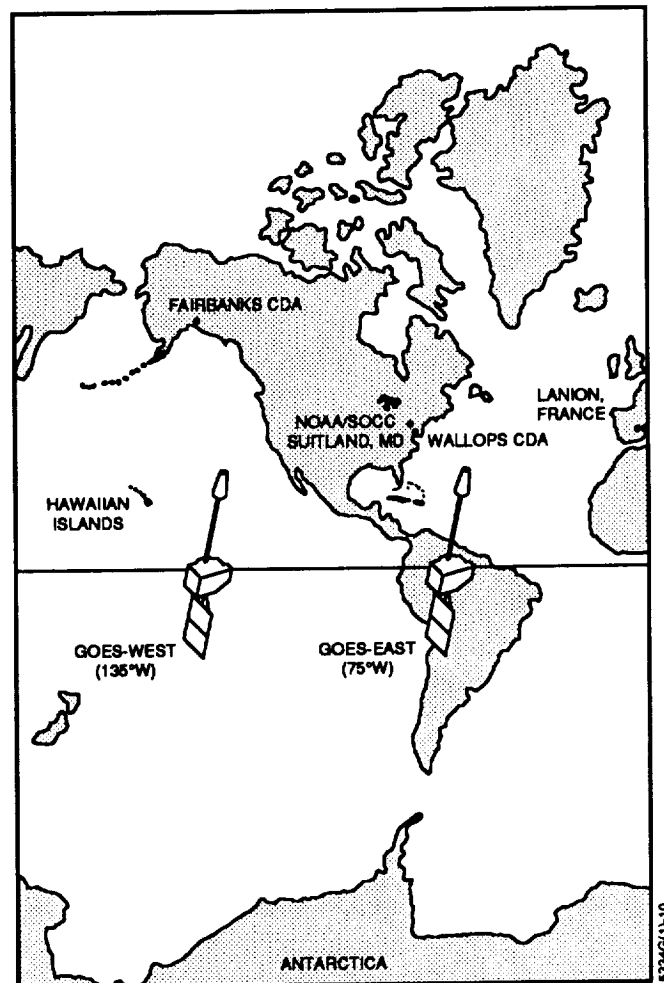 FAIRBANKS CDA
LANION,
FRANCE
NOAA/SOCC
SUITLAND, MD
WALLOPS CDA
HAWAIIAN
ISLANDS
GOES-WEST
(135°W)
GOES-EAST
(75°W)
ANTARCTICA